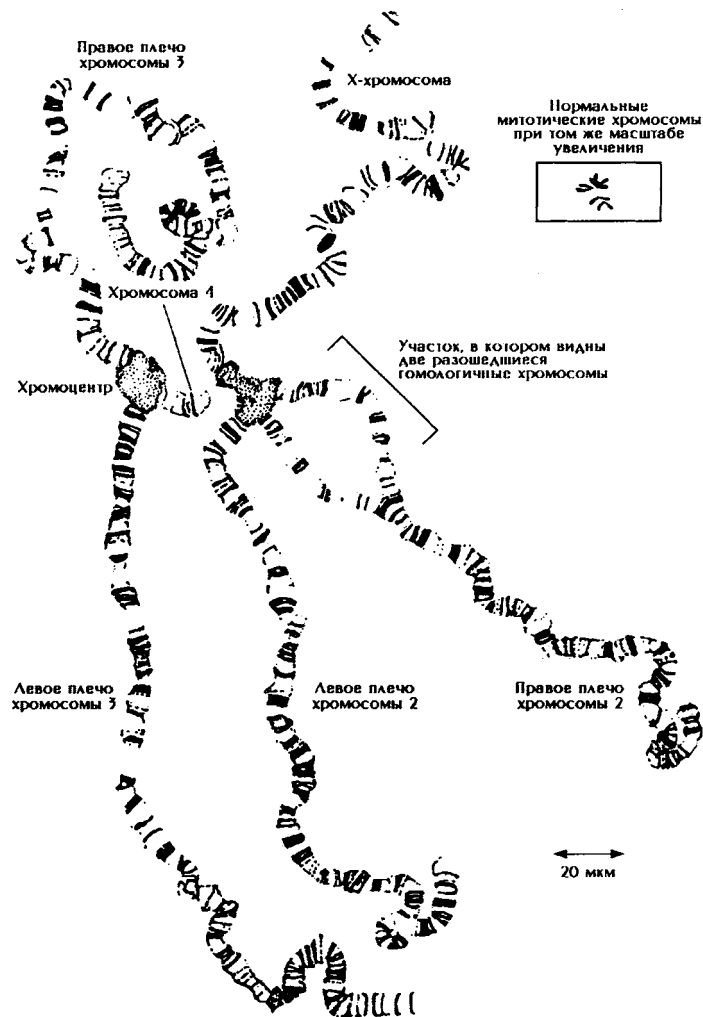 Правое плечо
хромосомы 3
Х-хромосома
Нормальные
митотические хромосомы
при том же масштабе
увеличения
Хромосома 4
Участок, в котором видны
две разошедшиеся
гомологичные хромосомы
Хромоцентр
Левое плечо
хромосомы 3
Левое плечо
хромосомы 2
Правое плечо
хромосомы 2
20 мкм